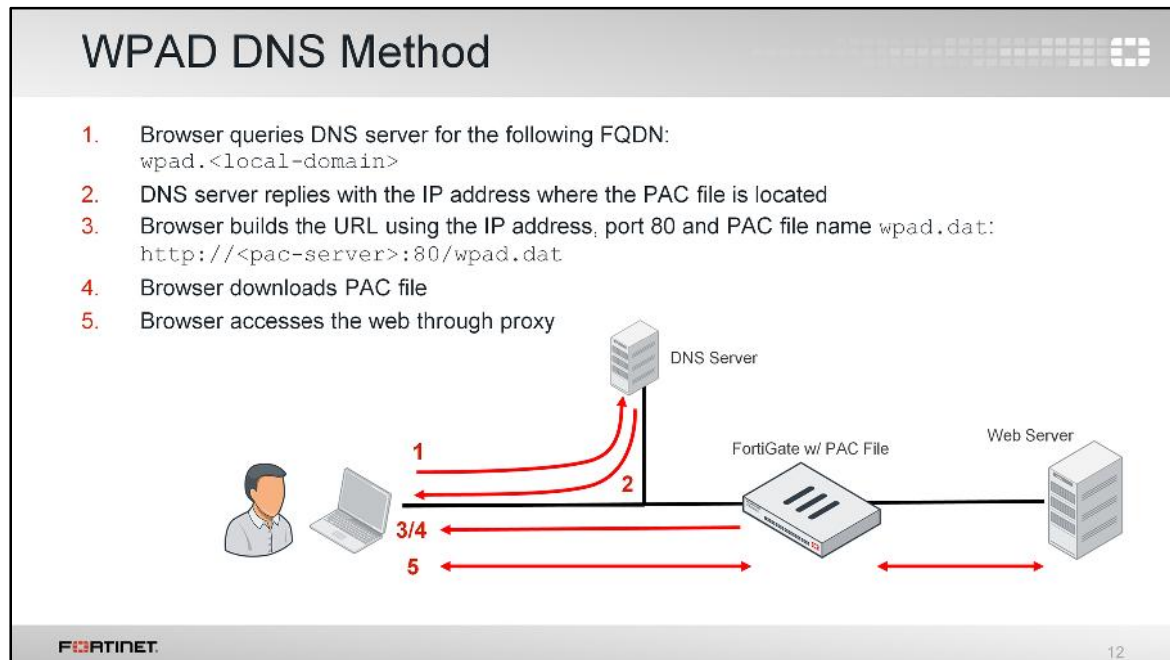 WPAD DNS Method
1. Browser queries DNS server for the following FQDN:
wpad.<local-domain>
2. DNS server replies with the IP address where the PAC file is located
3. Browser builds the URL using the IP address, port 80 and PAC file name wpad.dat:
http://<pac-server>:80/wpad.dat
4. Browser downloads PAC file
5. Browser accesses the web through proxy
DNS Server
Web Server
1
FortiGate w/ PAC File
2
3/4
5
FORTINET.
12